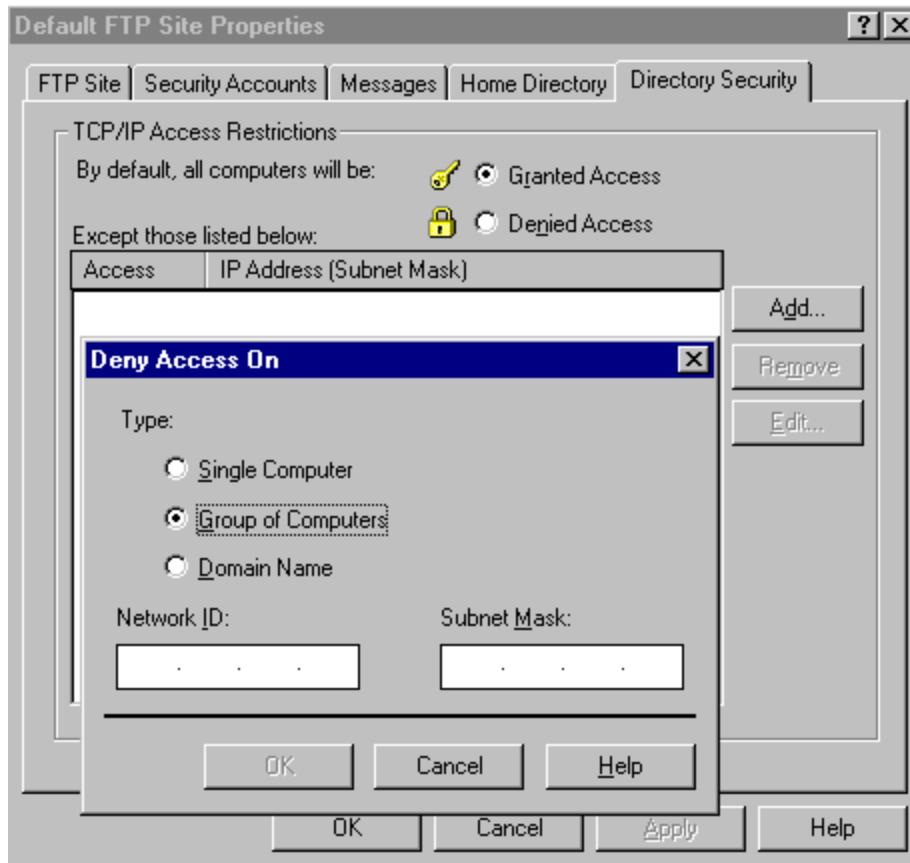 Default FTP Site Properties
FTP Site Security Accounts Messages Home Directory Directory Security
TCP/IP Access Restrictions
By default, all computers will be: Granted Access
Denied Access
Except those listed below:
Access IP Address (Subnet Mask)
Add...
Remove
Edit...
Deny Access On
Type:
Single Computer
Group of Computers
Domain Name
Network ID: Subnet Mask:
. . . . . .
OK Cancel Help
OK Cancel Apply Help